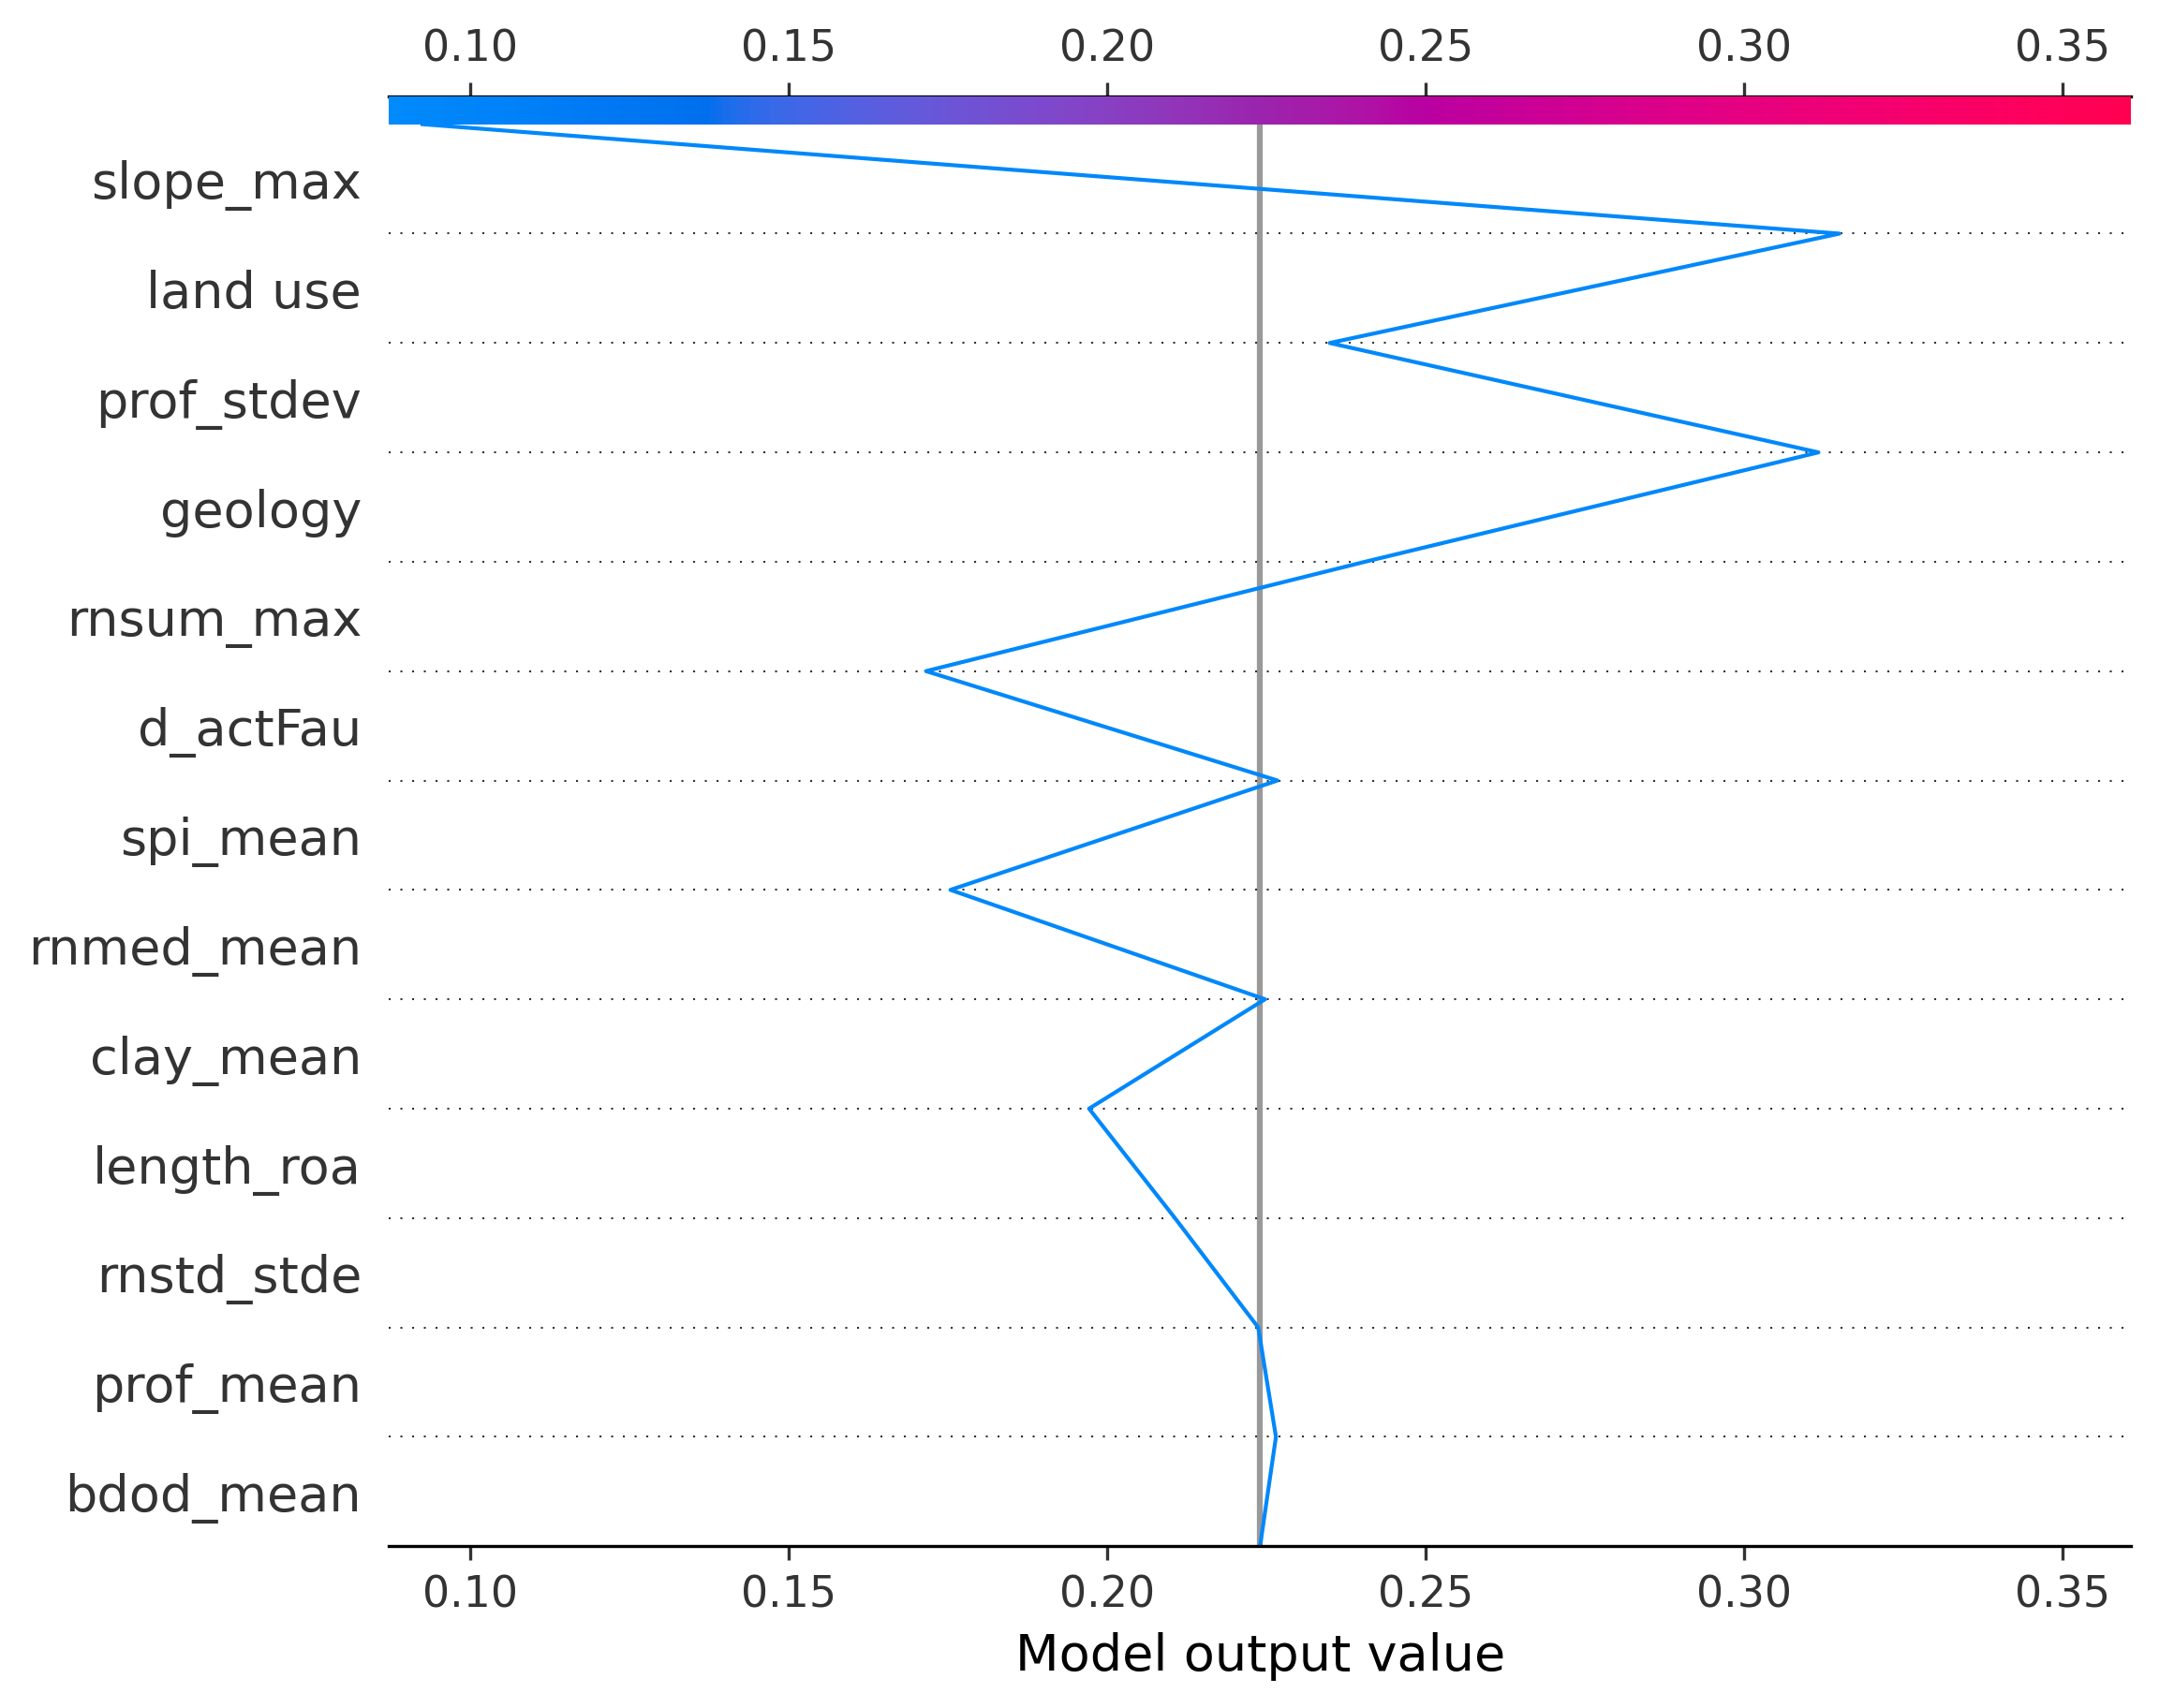 0.10 0.15 0.20 0.25 0.30 0.35
slope_max
land use
prof_stdev
geology
rnsum_max
d_actFau
spi_mean
rnmed_mean
clay_mean
length_roa
rnstd_stde
prof_mean
bdod_mean
0.10 0.15 0.20 0.25 0.30 0.35
Model output value